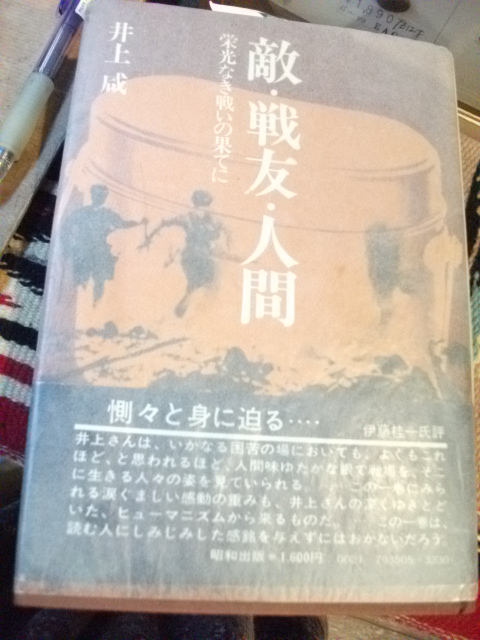 井上 咸
敵・戦友・人間
栄光なき戦いの果てに
惻々と身に迫る‥‥
伊藤桂一氏評
井上さんは、いかなる困苦の場においても、よくもこれ
ほど、と思われるほど、人間味ゆたかな眼で戦場を、そこ
に生きる人々の姿を見ていられる。 この一巻にみら
れる涙ぐましい感動の重みも、井上さんの深くゆきとど
いた、ヒューマニズムから来るものだ。 この一巻は、
読む人にしみじみした感銘を与えずにはおかないだろう。
昭和出版=1,600円